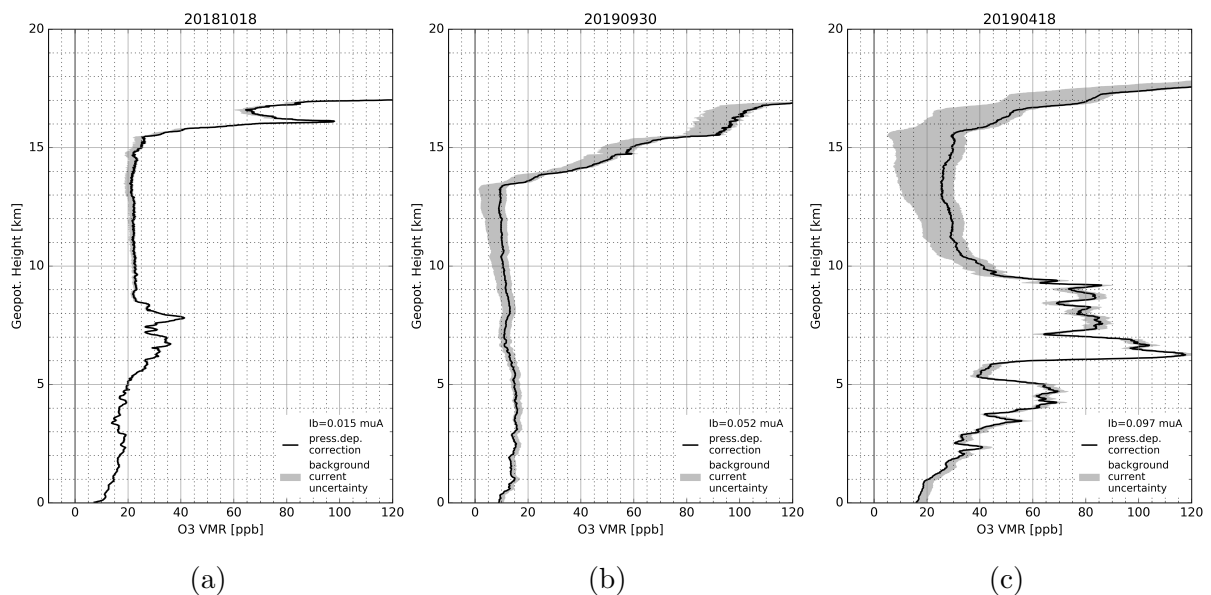 20181018
20
15
10
5
0
Geopot. Height [km]
0 20 40 60 80 100 120
O3 VMR [ppb]
Ib=0.015 muA
press.dep.
correction
background
current
uncertainty
(a)
20190930
20
15
10
5
0
Geopot. Height [km]
0 20 40 60 80 100 120
O3 VMR [ppb]
Ib=0.052 muA
press.dep.
correction
background
current
uncertainty
(b)
20190418
20
15
10
5
0
Geopot. Height [km]
0 20 40 60 80 100 120
O3 VMR [ppb]
Ib=0.097 muA
press.dep.
correction
background
current
uncertainty
(c)